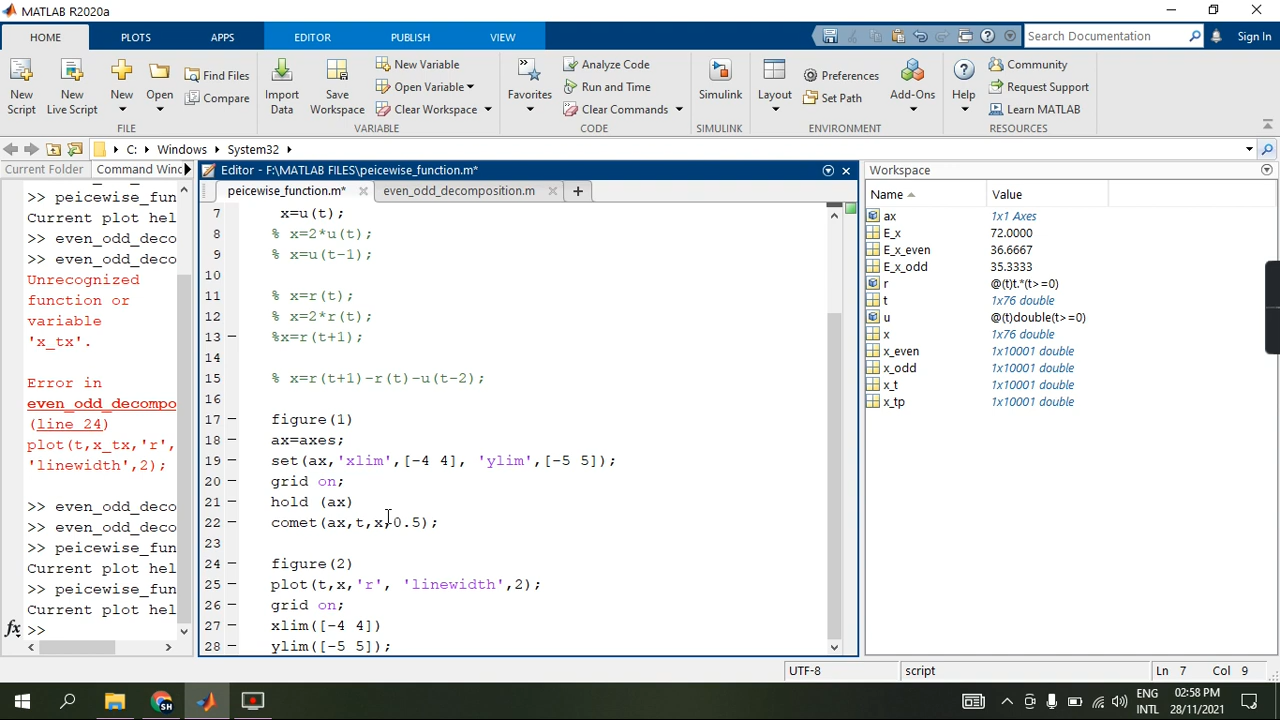 MATLAB R2020a
HOME PLOTS APPS EDITOR PUBLISH VIEW Search Documentation Sign In
New Script
New Live Script
New
Open
Find Files
Compare
Import Data
Save Workspace
New Variable
Open Variable
Clear Workspace
Favorites
Analyze Code
Run and Time
Clear Commands
Simulink
Layout
Preferences
Set Path
Add-Ons
Help
Community
Request Support
Learn MATLAB
FILE VARIABLE CODE SIMULINK ENVIRONMENT RESOURCES
C: Windows System32
Current Folder Command Winc
>> peicewise_fun
Current plot hel
>> even_odd_deco
>> even_odd_deco
Unrecognized
function or
variable
'x_tx'.
Error in
even_odd_decompo
(line 24)
plot(t,x_tx,'r',
'linewidth',2);
>> even_odd_deco
>> even_odd_deco
>> peicewise_fun
Current plot hel
>> peicewise_fun
Current plot hel
fx >>
Editor - F:\MATLAB FILES\peicewise_function.m*
peicewise_function.m* even_odd_decomposition.m
7 x=u(t);
8 % x=2*u(t);
9 % x=u(t-1);
10
11 % x=r(t);
12 % x=2*r(t);
13 %x=r(t+1);
14
15 % x=r(t+1)-r(t)-u(t-2);
16
17 figure(1)
18 ax=axes;
19 set(ax,'xlim',[-4 4], 'ylim',[-5 5]);
20 grid on;
21 hold (ax)
22 comet(ax,t,x,0.5);
23
24 figure(2)
25 plot(t,x,'r', 'linewidth',2);
26 grid on;
27 xlim([-4 4])
28 ylim([-5 5]);
Workspace
Name Value
ax 1x1 Axes
E_x 72.0000
E_x_even 36.6667
E_x_odd 35.3333
r @(t)t.*(t>=0)
t 1x76 double
u @(t)double(t>=0)
x 1x76 double
x_even 1x10001 double
x_odd 1x10001 double
x_t 1x10001 double
x_tp 1x10001 double
UTF-8 script Ln 7 Col 9
ENG
INTL
02:58 PM
28/11/2021